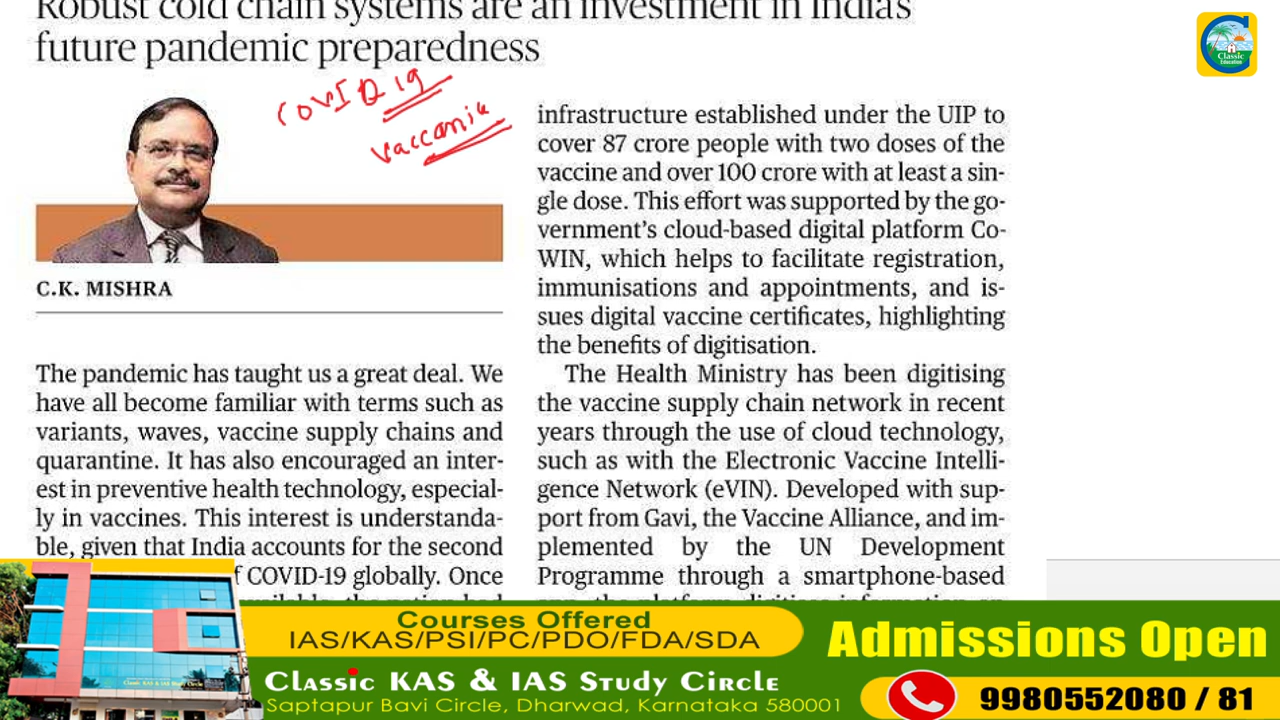 Robust cold chain systems are an investment in India's
future pandemic preparedness
COVID 19
Vaccania
C.K. MISHRA
The pandemic has taught us a great deal. We
have all become familiar with terms such as
variants, waves, vaccine supply chains and
quarantine. It has also encouraged an inter-
est in preventive health technology, especial-
ly in vaccines. This interest is understanda-
ble, given that India accounts for the second
f COVID-19 globally. Once
infrastructure established under the UIP to
cover 87 crore people with two doses of the
vaccine and over 100 crore with at least a sin-
gle dose. This effort was supported by the go-
vernment's cloud-based digital platform Co-
WIN, which helps to facilitate registration,
immunisations and appointments, and is-
sues digital vaccine certificates, highlighting
the benefits of digitisation.
The Health Ministry has been digitising
the vaccine supply chain network in recent
years through the use of cloud technology,
such as with the Electronic Vaccine Intelli-
gence Network (eVIN). Developed with sup-
port from Gavi, the Vaccine Alliance, and im-
plemented by the UN Development
Programme through a smartphone-based
Classic
Education
Courses Offered
IAS/KAS/PSI/PC/PDO/FDA/SDA
Classic KAS & IAS Study Circle
Saptapur Bavi Circle, Dharwad, Karnataka 580001
Admissions Open
9980552080 / 81